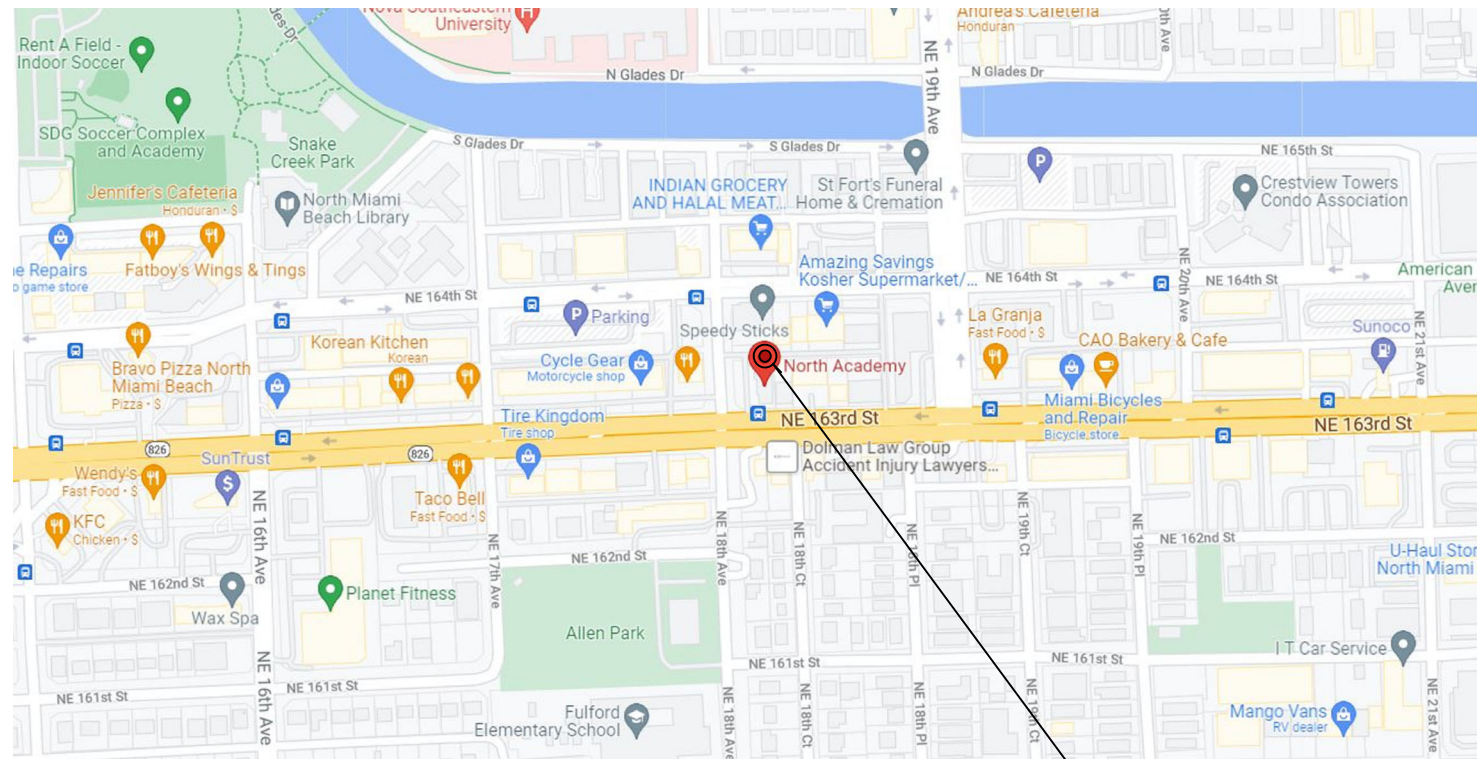 Nova Southeastern
University
Andrea's Cafeteria
Honduran
Rent A Field -
Indoor Soccer
N Glades Dr
N Glades Dr
NE 19th Ave
SDG Soccer Complex
and Academy
Snake
Creek Park
S Glades Dr
S Glades Dr
NE 165th St
P
Jennifer's Cafeteria
Honduran · $
North Miami
Beach Library
INDIAN GROCERY
AND HALAL MEAT...
St Fort's Funeral
Home & Cremation
Crestview Towers
Condo Association
e Repairs
o game store
Fatboy's Wings & Tings
Amazing Savings
Kosher Supermarket/...
NE 164th St
NE 164th St
NE 164th St
NE 20th Ave
American
Aven
P Parking
Speedy Sticks
La Granja
Fast Food · $
Sunoco
NE 21st Ave
Bravo Pizza North
Miami Beach
Pizza · $
Korean Kitchen
Korean
Cycle Gear
Motorcycle shop
North Academy
CAO Bakery & Cafe
Miami Bicycles
and Repair
Bicycle store
Tire Kingdom
Tire shop
NE 163rd St
NE 163rd St
826
826
SunTrust
$
Dolman Law Group
Accident Injury Lawyers...
Wendy's
Fast Food · $
Taco Bell
Fast Food · $
KFC
Chicken · $
NE 16th Ave
NE 17th Ave
NE 18th Ave
NE 18th Ct
NE 18th Pl
NE 19th Ct
NE 19th Pl
NE 162nd St
NE 162nd St
NE 162nd St
U-Haul Stor
North Miami
Wax Spa
Planet Fitness
Allen Park
I T Car Service
NE 161st St
NE 161st St
NE 161st St
NE 161st St
NE 16th Ave
NE 18th Ave
NE 18th Pl
NE 19th Ct
NE 21st Ave
Fulford
Elementary School
Mango Vans
RV dealer